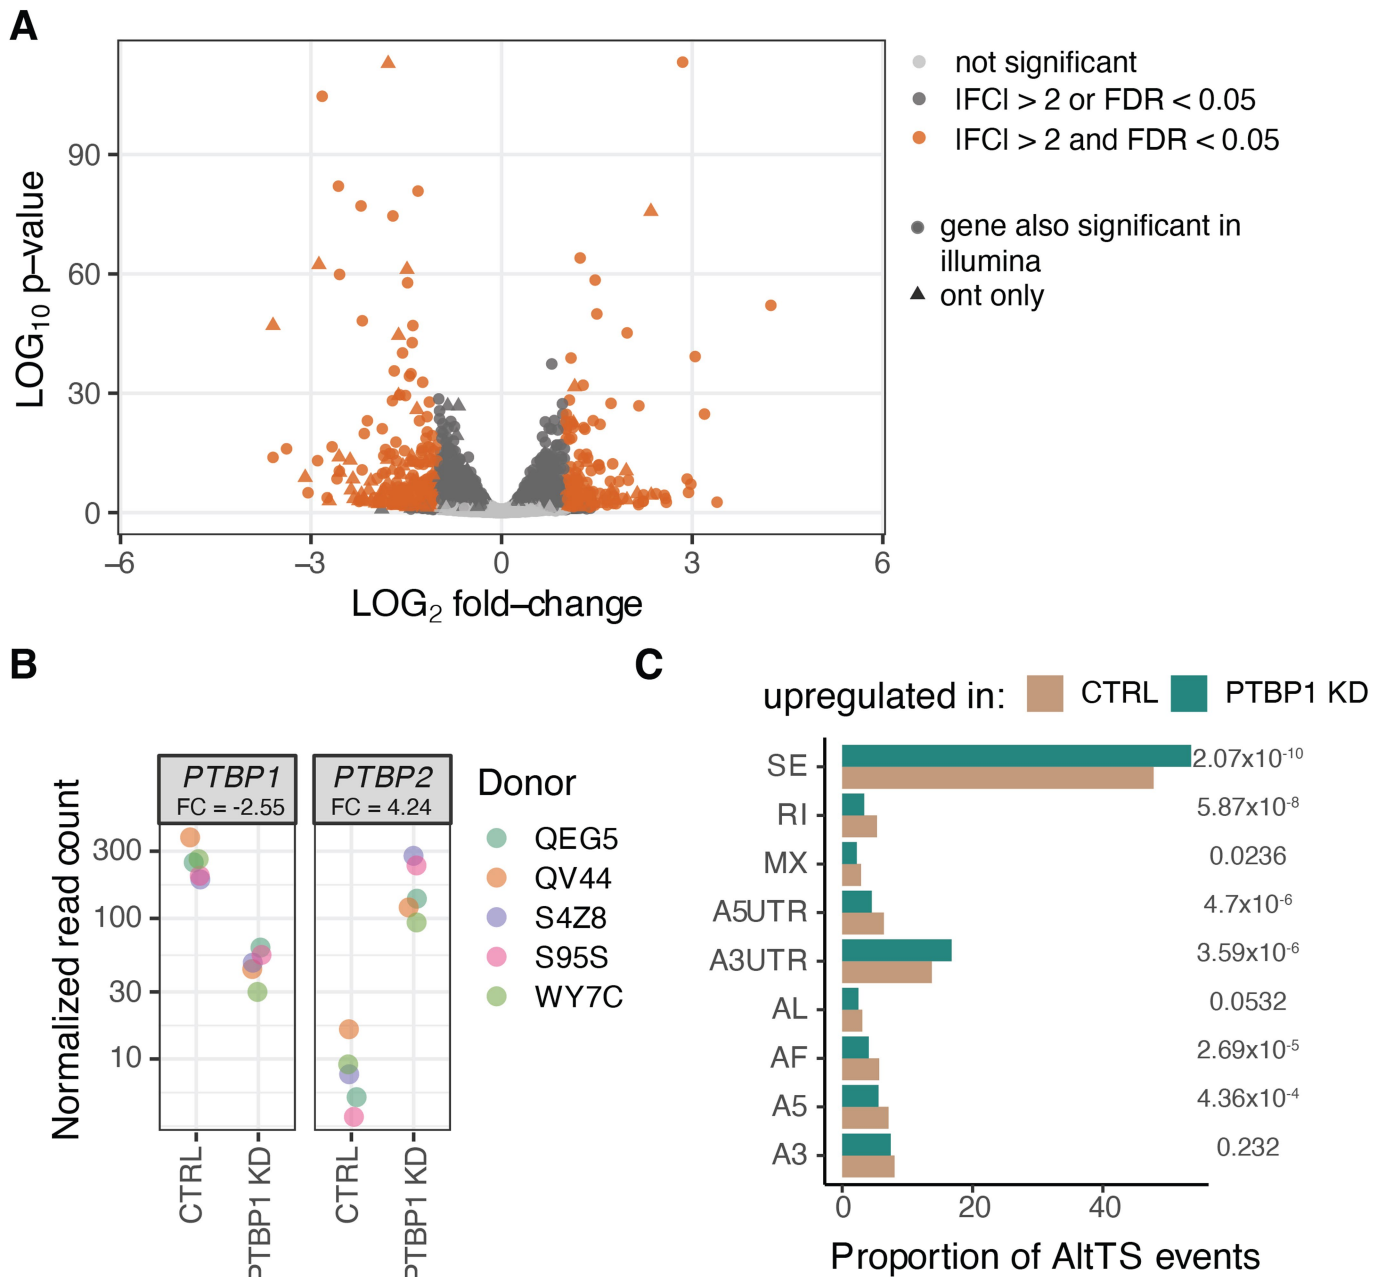 A
not significant
|FC| > 2 or FDR < 0.05
|FC| > 2 and FDR < 0.05
gene also significant in
illumina
ont only
LOG10 p–value
90
60
30
0
–6
–3
0
3
6
LOG2 fold–change
B
PTBP1
FC = -2.55
PTBP2
FC = 4.24
Normalized read count
300
100
30
10
CTRL
PTBP1 KD
CTRL
PTBP1 KD
Donor
QEG5
QV44
S4Z8
S95S
WY7C
C
upregulated in: CTRL PTBP1 KD
SE 2.07x10-10
RI 5.87x10-8
MX 0.0236
A5UTR 4.7x10-6
A3UTR 3.59x10-6
AL 0.0532
AF 2.69x10-5
A5 4.36x10-4
A3 0.232
0 20 40
Proportion of AltTS events